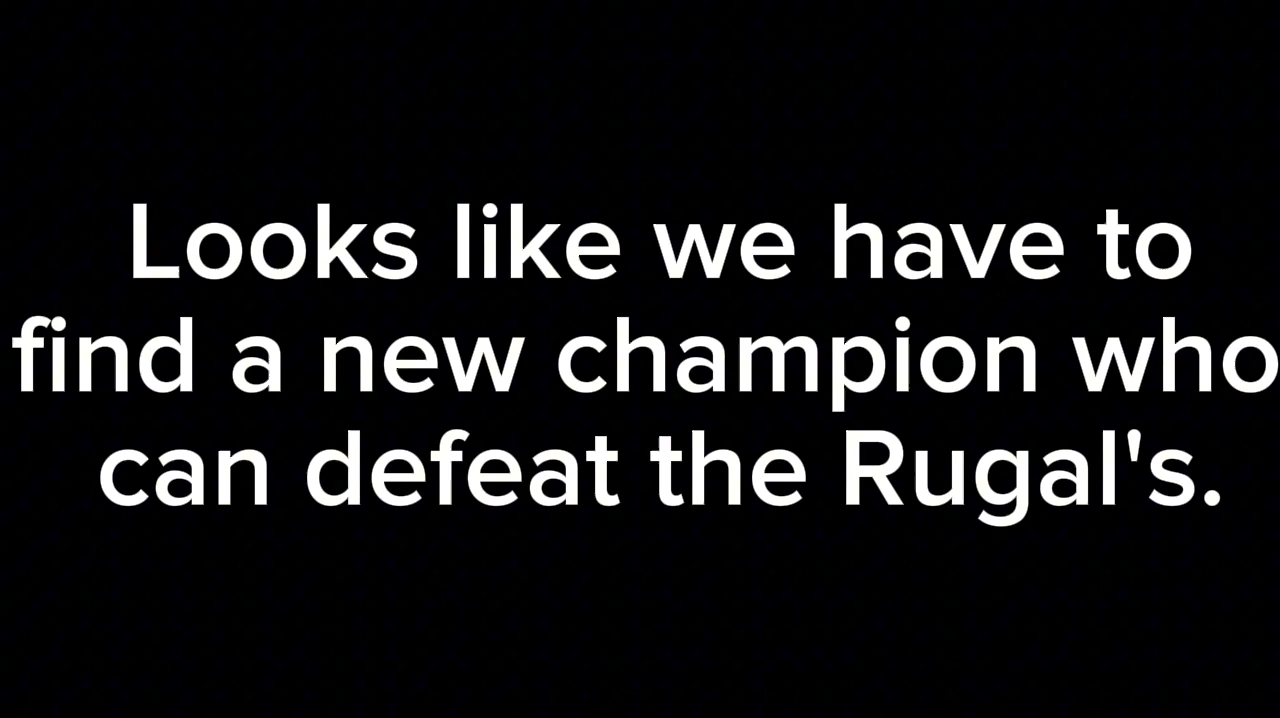 Looks like we have to
find a new champion who
can defeat the Rugal's.